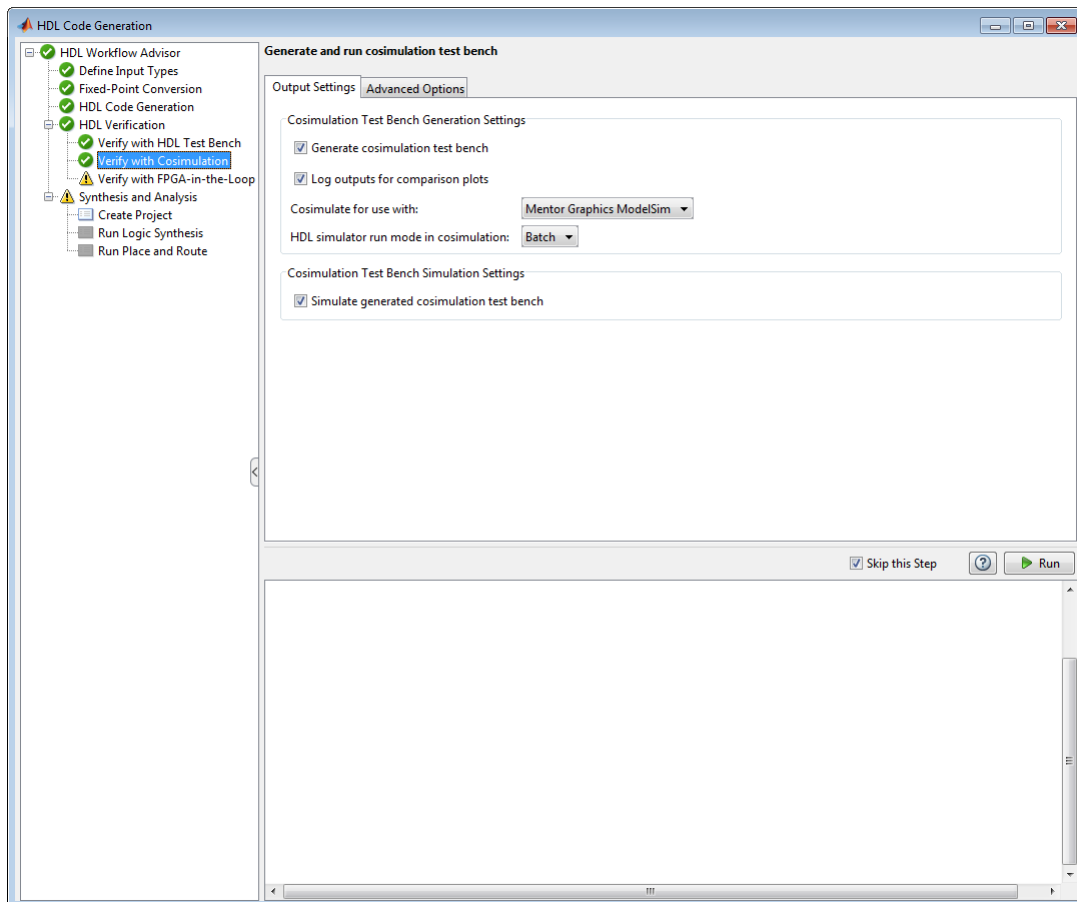 HDL Code Generation
HDL Workflow Advisor
Define Input Types
Fixed-Point Conversion
HDL Code Generation
HDL Verification
Verify with HDL Test Bench
Verify with Cosimulation
Verify with FPGA-in-the-Loop
Synthesis and Analysis
Create Project
Run Logic Synthesis
Run Place and Route
Generate and run cosimulation test bench
Output Settings Advanced Options
Cosimulation Test Bench Generation Settings
Generate cosimulation test bench
Log outputs for comparison plots
Cosimulate for use with: Mentor Graphics ModelSim
HDL simulator run mode in cosimulation: Batch
Cosimulation Test Bench Simulation Settings
Simulate generated cosimulation test bench
Skip this Step ? Run